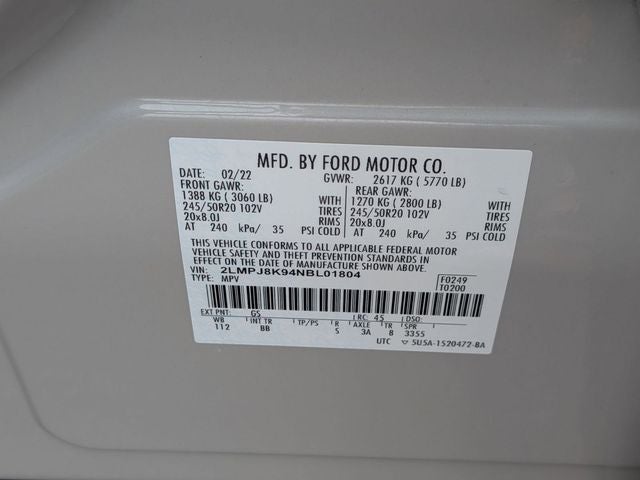 MFD. BY FORD MOTOR CO.
DATE: 02/22 GVWR: 2617 KG ( 5770 LB)
FRONT GAWR: REAR GAWR:
1388 KG ( 3060 LB) WITH 1270 KG ( 2800 LB) WITH
245/50R20 102V TIRES 245/50R20 102V TIRES
20x8.0J RIMS 20x8.0J RIMS
AT 240 kPa/ 35 PSI COLD AT 240 kPa/ 35 PSI COLD
THIS VEHICLE CONFORMS TO ALL APPLICABLE FEDERAL MOTOR
VEHICLE SAFETY AND THEFT PREVENTION STANDARDS IN
EFFECT ON THE DATE OF MANUFACTURE SHOWN ABOVE.
VIN: 2LMPJ8K94NBL01804 F0249
TYPE: MPV T0200
EXT PNT: GS RC: 45 DSO:
WB INT TR TP/PS R AXLE TR SPR
112 BB S 3A 8 3355
UTC ▽ 5U5A-1520472-BA